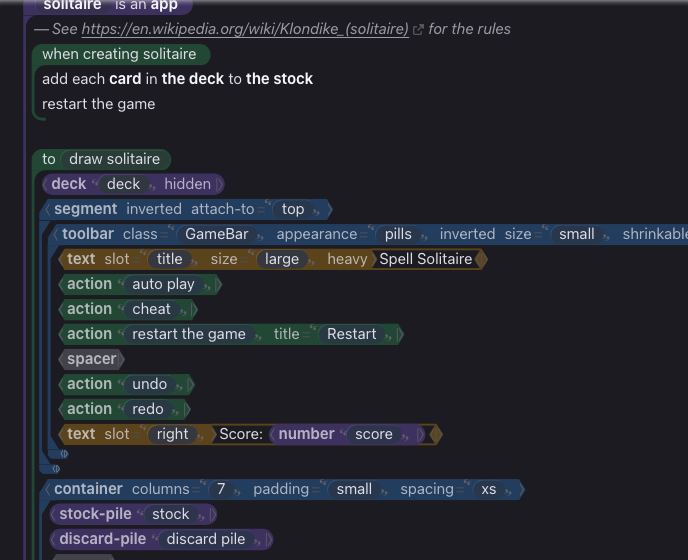 solitaire is an app
— See https://en.wikipedia.org/wiki/Klondike_(solitaire) for the rules
when creating solitaire
add each card in the deck to the stock
restart the game
to draw solitaire
deck “ deck ” hidden
segment inverted attach-to=“ top ”
toolbar class=“ GameBar ” appearance=“ pills ” inverted size=“ small ” shrinkable
text slot=“ title ” size=“ large ” heavy Spell Solitaire
action “ auto play ”
action “ cheat ”
action “ restart the game ” title=“ Restart ”
spacer
action “ undo ”
action “ redo ”
text slot=“ right ” Score: number “ score ”
container columns=“ 7 ” padding=“ small ” spacing=“ xs ”
stock-pile “ stock ”
discard-pile “ discard pile ”